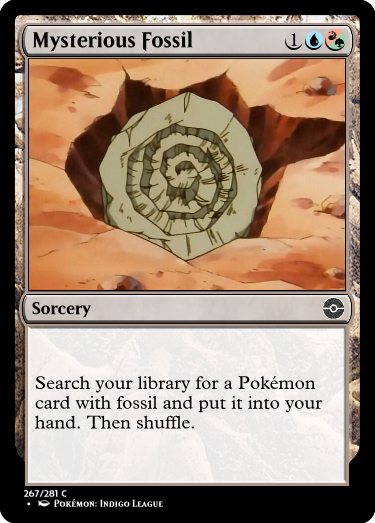 Mysterious Fossil 1
Sorcery
Search your library for a Pokémon
card with fossil and put it into your
hand. Then shuffle.
267/281 C
• Pokémon: Indigo League